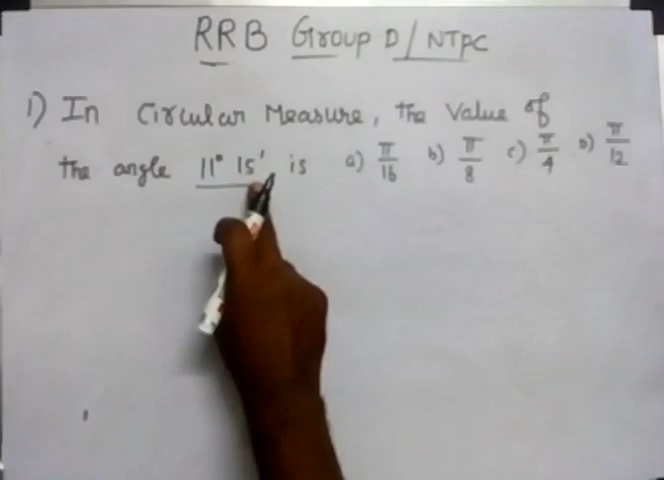 RRB Group D/NTPC
1) In Circular Measure, the Value of
the angle 11° 15' is a) π/16 b) π/8 c) π/4 D) π/12